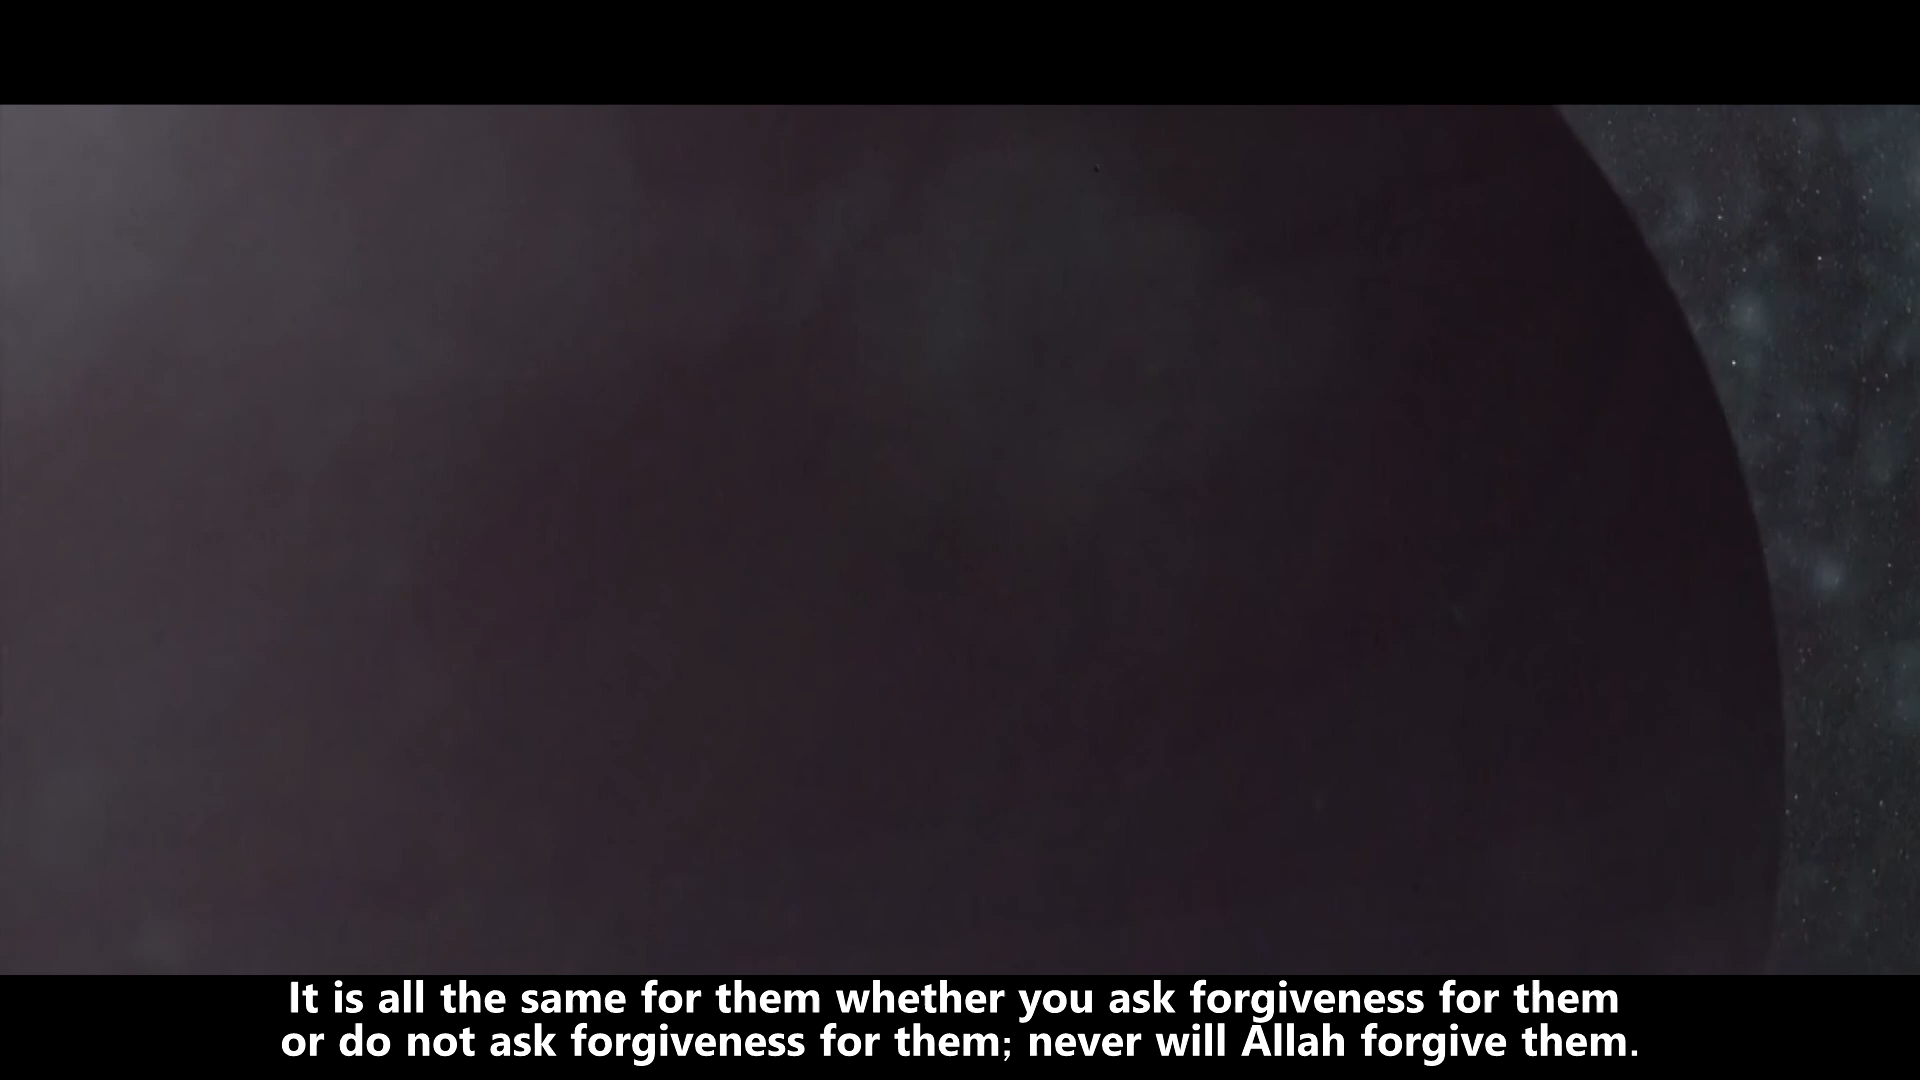 It is all the same for them whether you ask forgiveness for them
or do not ask forgiveness for them; never will Allah forgive them.